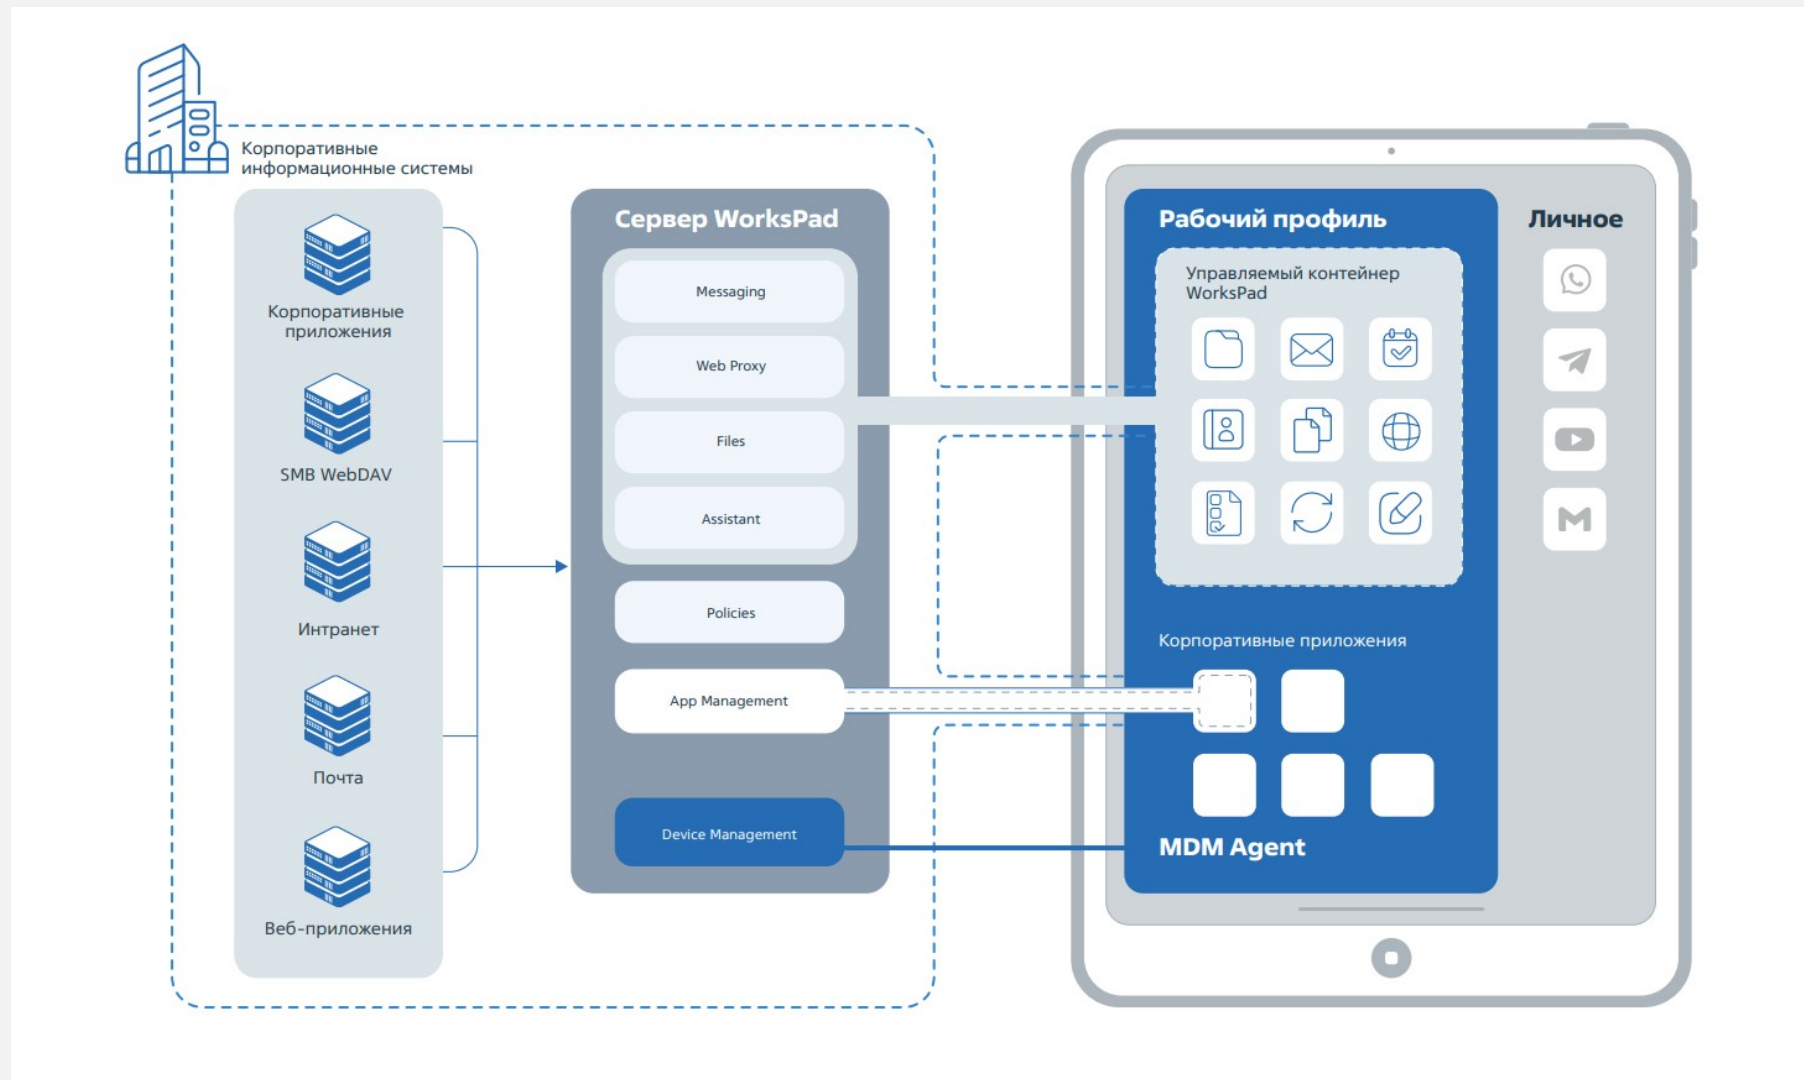 Корпоративные
информационные системы
Корпоративные
приложения
SMB WebDAV
Интранет
Почта
Веб-приложения
Сервер WorksPad
Messaging
Web Proxy
Files
Assistant
Policies
App Management
Device Management
Рабочий профиль
Управляемый контейнер
WorksPad
Корпоративные приложения
MDM Agent
Личное